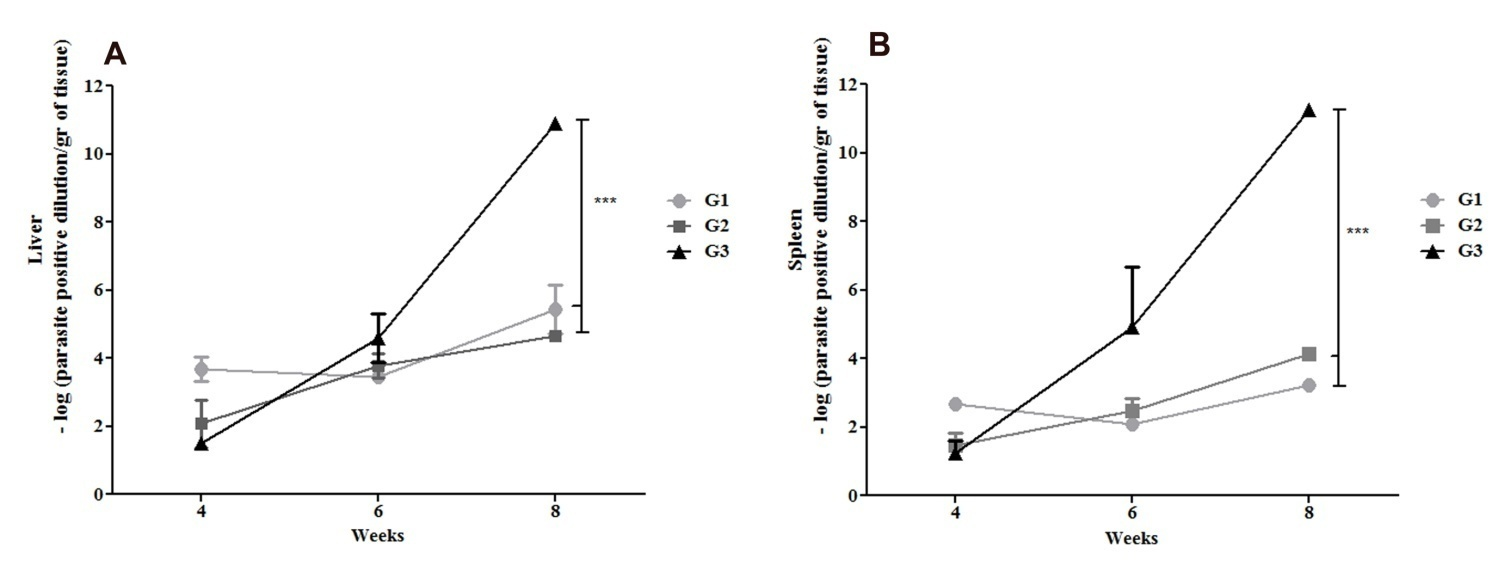 A
Liver
- log (parasite positive dilution/gr of tissue)
12
10
8
6
4
2
0
4 6 8
Weeks
***
G1
G2
G3
B
Spleen
- log (parasite positive dilution/gr of tissue)
12
10
8
6
4
2
0
4 6 8
Weeks
***
G1
G2
G3